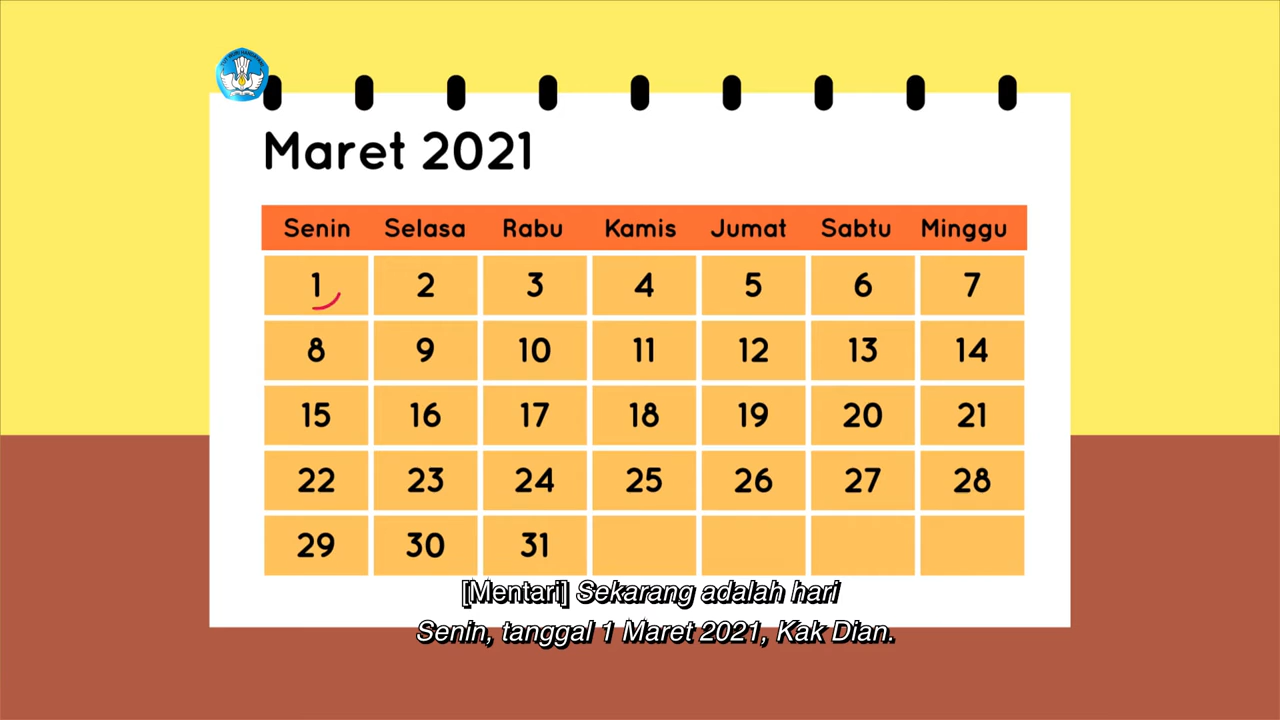 Maret 2021
Senin Selasa Rabu Kamis Jumat Sabtu Minggu
1 2 3 4 5 6 7
8 9 10 11 12 13 14
15 16 17 18 19 20 21
22 23 24 25 26 27 28
29 30 31
[Mentari] Sekarang adalah hari
Senin, tanggal 1 Maret 2021, Kak Dian.